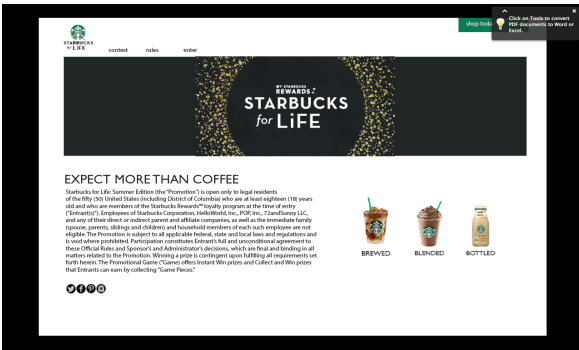 shop toda
Click on Tools to convert
PDF documents to Word or
Excel.
STARBUCKS
for LiFE
contest rules enter
MY STARBUCKS
REWARDS
STARBUCKS
for LiFE
EXPECT MORE THAN COFFEE
Starbucks for Life: Summer Edition (the "Promotion") is open only to legal residents
of the fifty (50) United States (including District of Columbia) who are at least eighteen (18) years
old and who are members of the Starbucks Rewards™ loyalty program at the time of entry
("Entrant(s)"). Employees of Starbucks Corporation, HelloWorld, Inc., POP, Inc., 72andSunny LLC,
and any of their direct or indirect parent and affiliate companies, as well as the immediate family
(spouse, parents, siblings and children) and household members of each such employee are not
eligible. The Promotion is subject to all applicable federal, state and local laws and regulations and
is void where prohibited. Participation constitutes Entrant's full and unconditional agreement to
these Official Rules and Sponsor's and Administrator's decisions, which are final and binding in all
matters related to the Promotion. Winning a prize is contingent upon fulfilling all requirements set
forth herein. The Promotional Game ("Game) offers Instant Win prizes and Collect and Win prizes
that Entrants can earn by collecting "Game Pieces."
BREWED BLENDED BOTTLED